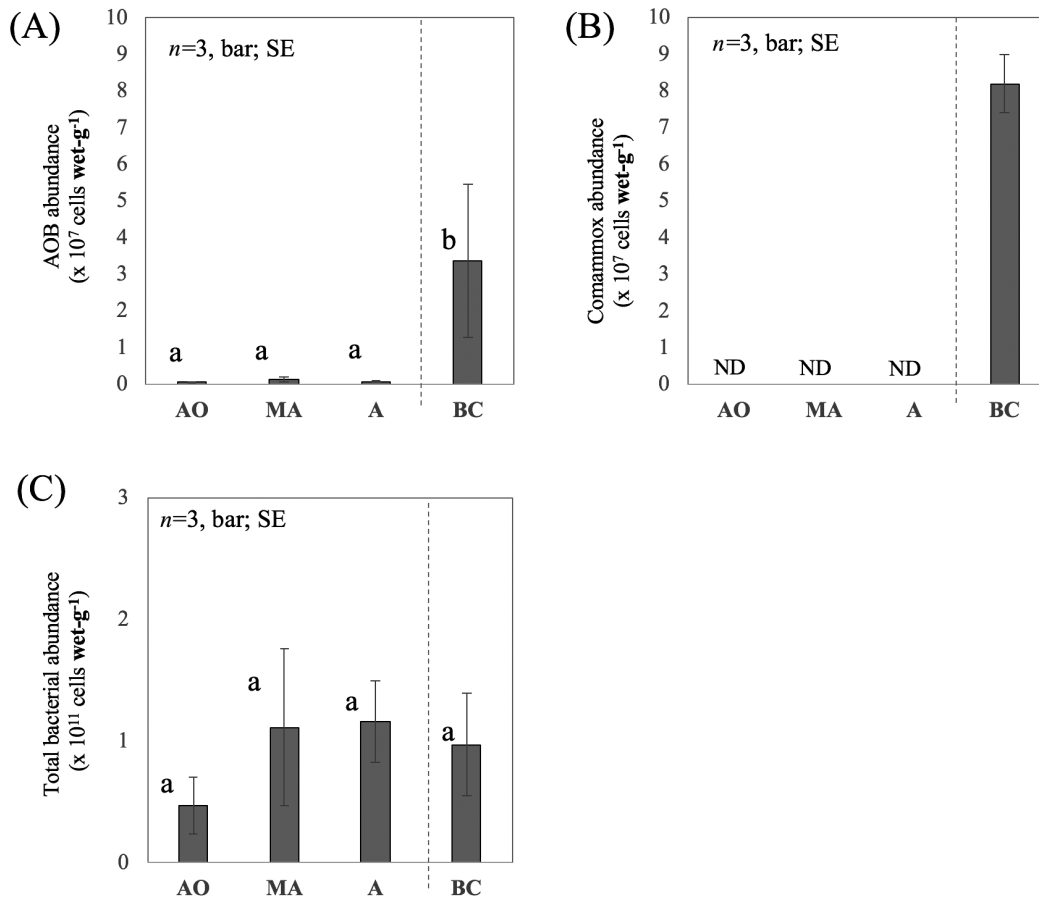 (A)
n=3, bar; SE
AOB abundance
(x 10⁷ cells wet-g⁻¹)
10
9
8
7
6
5
4
3
2
1
0
a
a
a
b
AO MA A BC
(B)
n=3, bar; SE
Comammox abundance
(x 10⁷ cells wet-g⁻¹)
10
9
8
7
6
5
4
3
2
1
0
ND ND ND
AO MA A BC
(C)
n=3, bar; SE
Total bacterial abundance
(x 10¹¹ cells wet-g⁻¹)
3
2
1
0
a
a
a
a
AO MA A BC